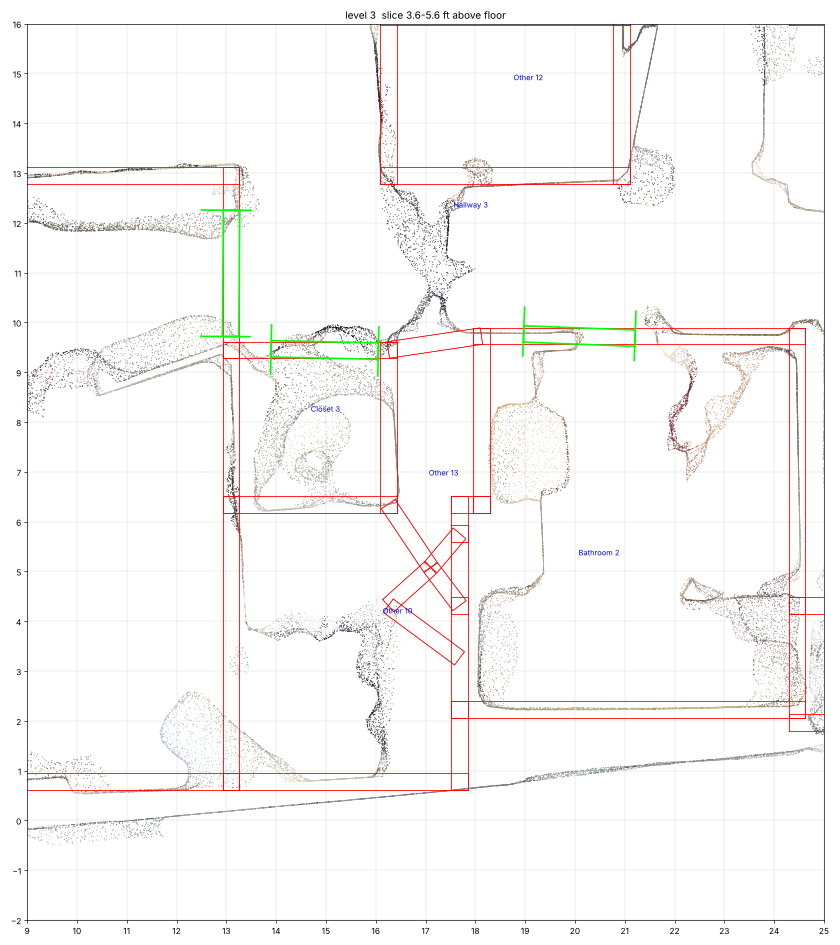 level 3 slice 3.6-5.6 ft above floor
16
15
14
13
12
11
10
9
8
7
6
5
4
3
2
1
0
−1
−2
Other 12
Hallway 3
Closet 3
Other 13
Bathroom 2
Other 10
9 10 11 12 13 14 15 16 17 18 19 20 21 22 23 24 25